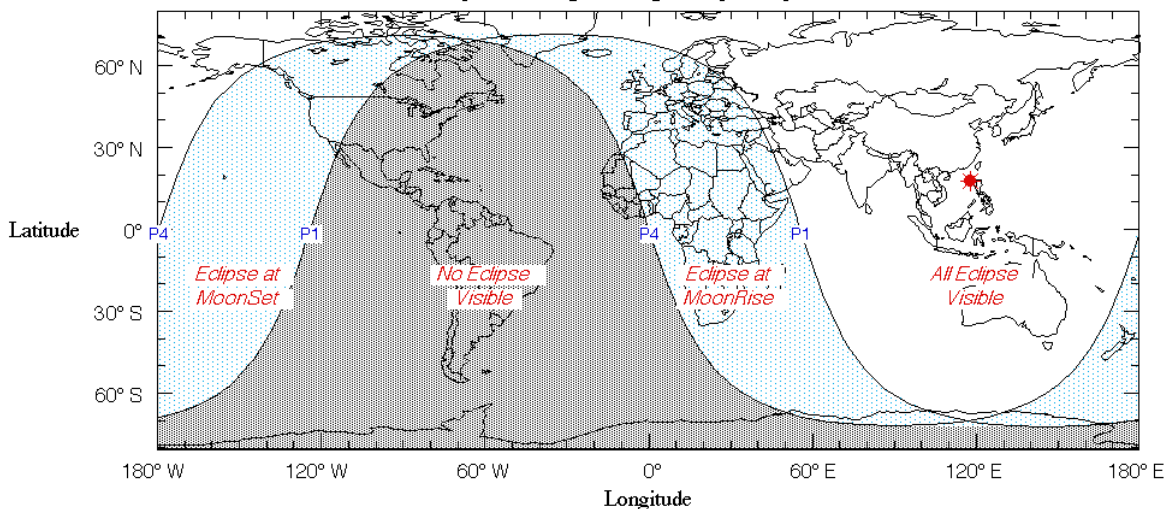 60° N
30° N
Latitude 0° P4 P1 P4 P1
Eclipse at No Eclipse Eclipse at All Eclipse
MoonSet Visible MoonRise Visible
30° S
60° S
180° W 120° W 60° W 0° 60° E 120° E 180° E
Longitude